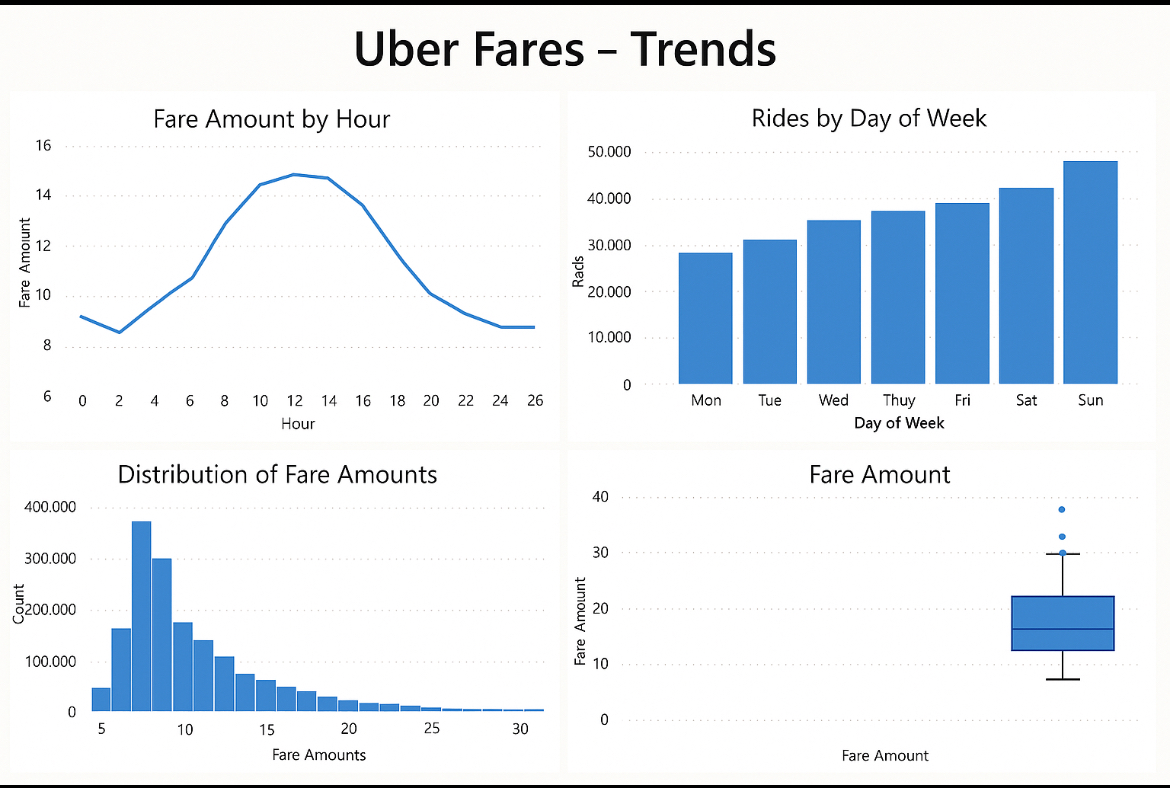 Uber Fares – Trends
Fare Amount by Hour
16
14
12
10
8
6
Fare Amount
0 2 4 6 8 10 12 14 16 18 20 22 24 26
Hour
Rides by Day of Week
50.000
40.000
30.000
20.000
10.000
0
Racls
Mon Tue Wed Thuy Fri Sat Sun
Day of Week
Distribution of Fare Amounts
400.000
300.000
200.000
100.000
0
Count
5 10 15 20 25 30
Fare Amounts
Fare Amount
40
30
20
10
0
Fare Amount
Fare Amount